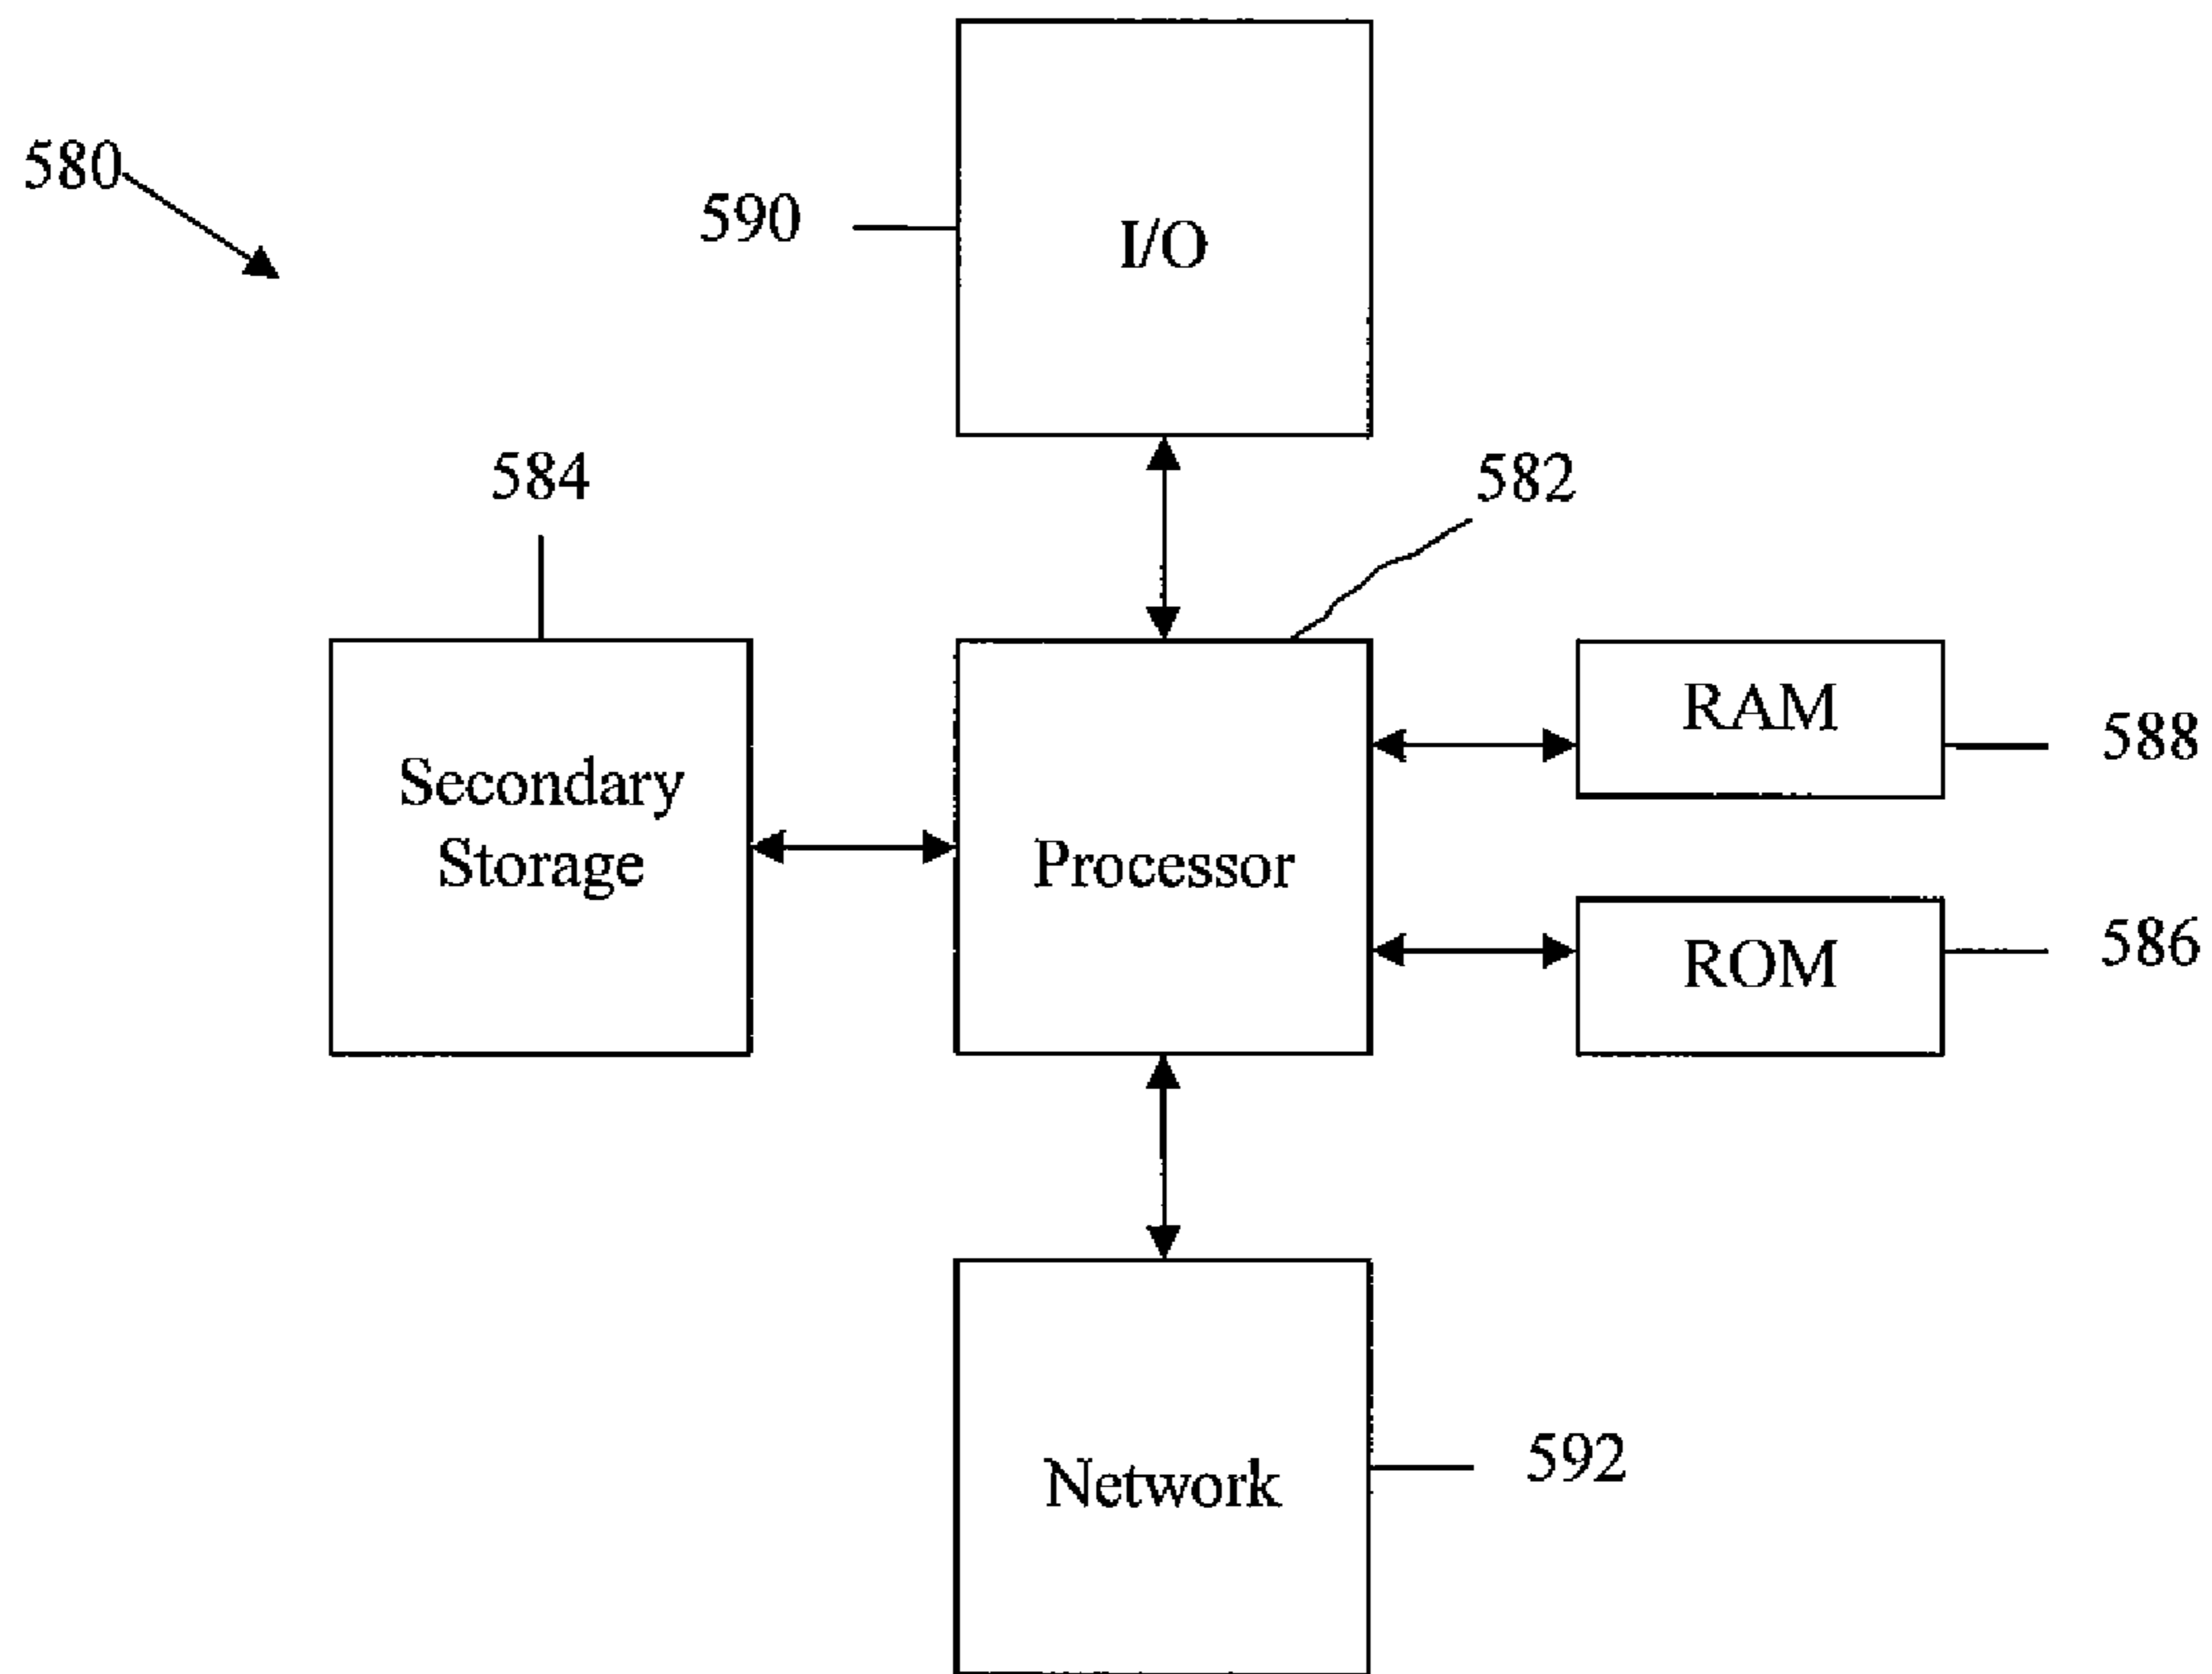 580
590
I/O
584
582
Secondary
Storage
Processor
RAM
588
ROM
586
Network
592